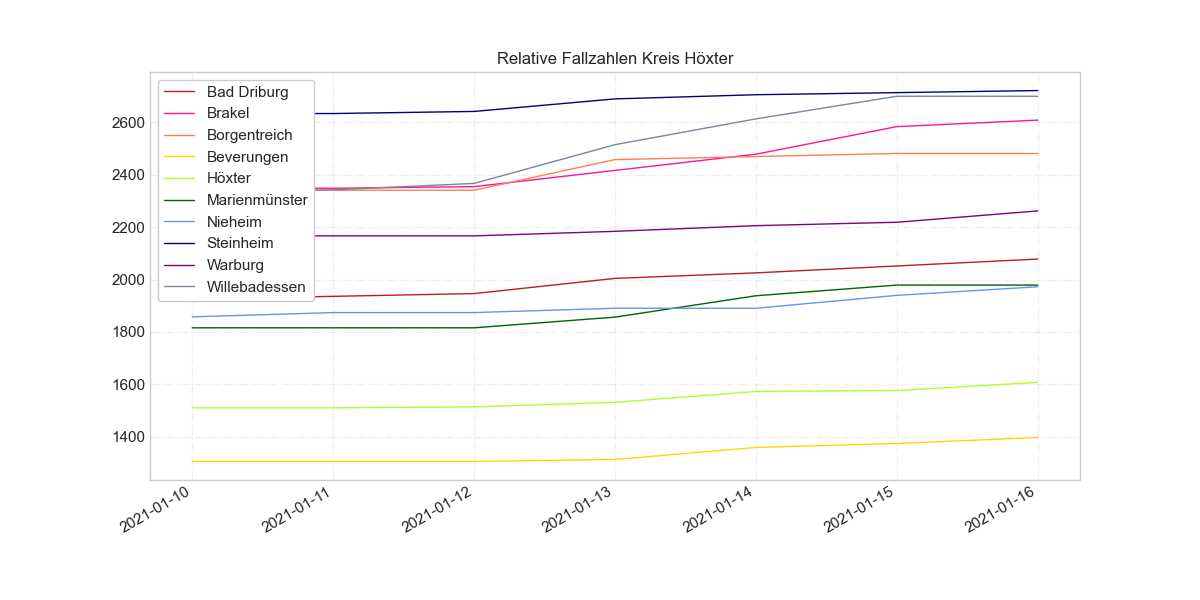 Relative Fallzahlen Kreis Höxter
Bad Driburg
Brakel
Borgentreich
Beverungen
Höxter
Marienmünster
Nieheim
Steinheim
Warburg
Willebadessen
2600
2400
2200
2000
1800
1600
1400
2021-01-10
2021-01-11
2021-01-12
2021-01-13
2021-01-14
2021-01-15
2021-01-16